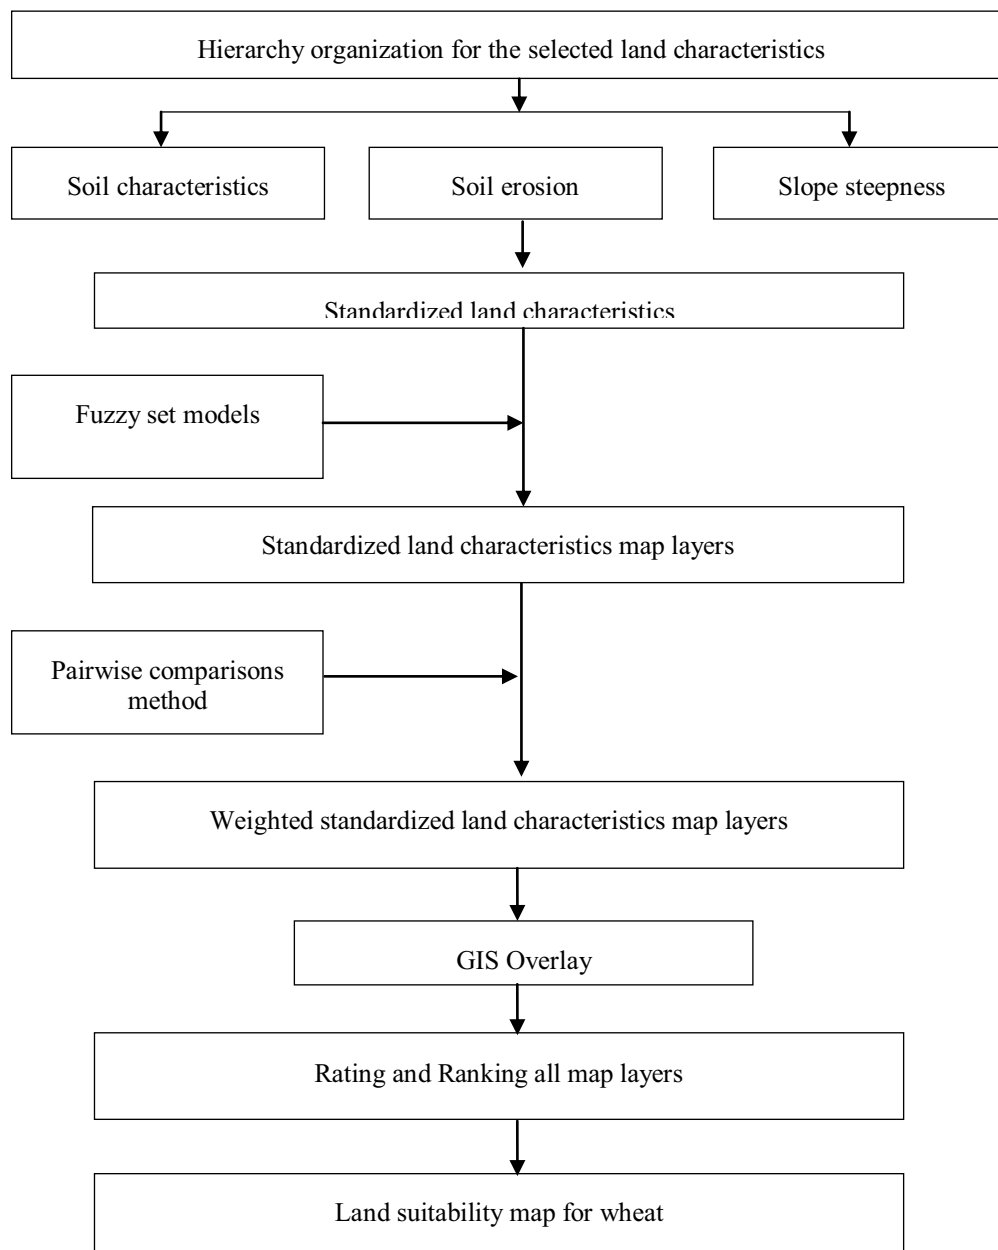 Hierarchy organization for the selected land characteristics
Soil characteristics
Soil erosion
Slope steepness
Standardized land characteristics
Fuzzy set models
Standardized land characteristics map layers
Pairwise comparisons
method
Weighted standardized land characteristics map layers
GIS Overlay
Rating and Ranking all map layers
Land suitability map for wheat